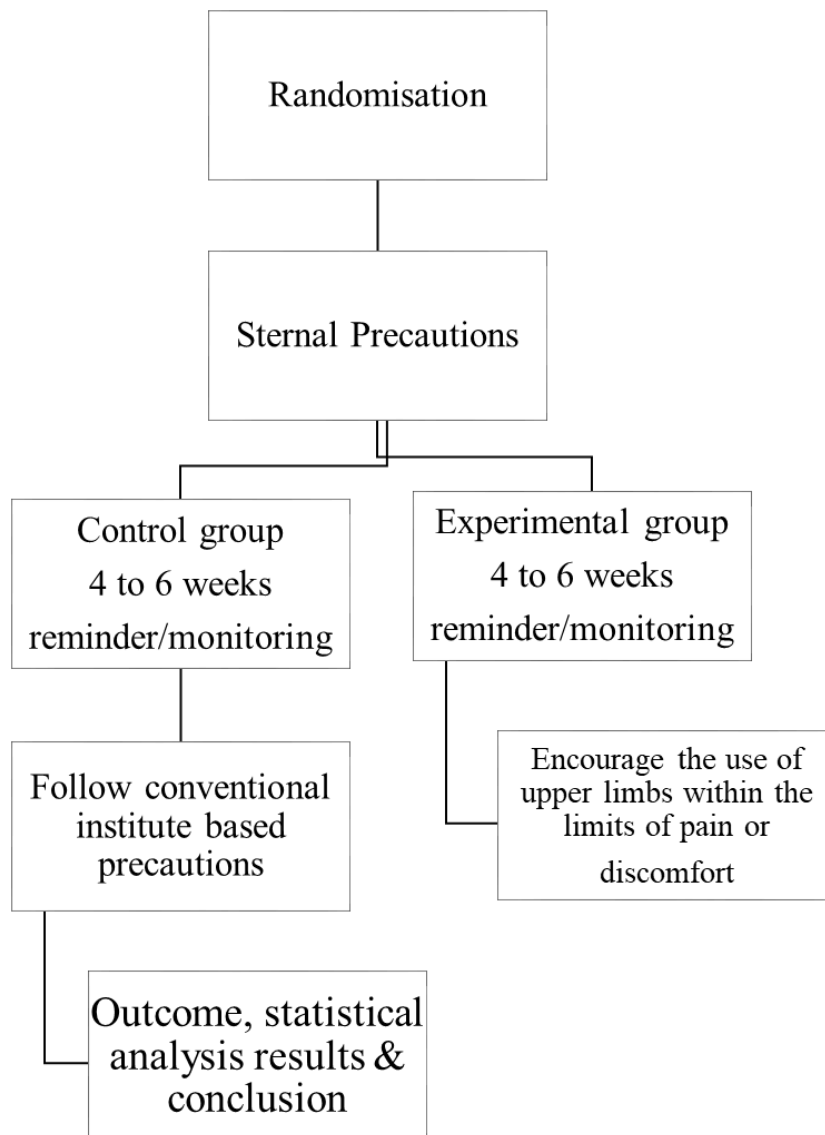 Randomisation
Sternal Precautions
Control group
4 to 6 weeks
reminder/monitoring
Experimental group
4 to 6 weeks
reminder/monitoring
Follow conventional
institute based
precautions
Encourage the use of
upper limbs within the
limits of pain or
discomfort
Outcome, statistical
analysis results &
conclusion